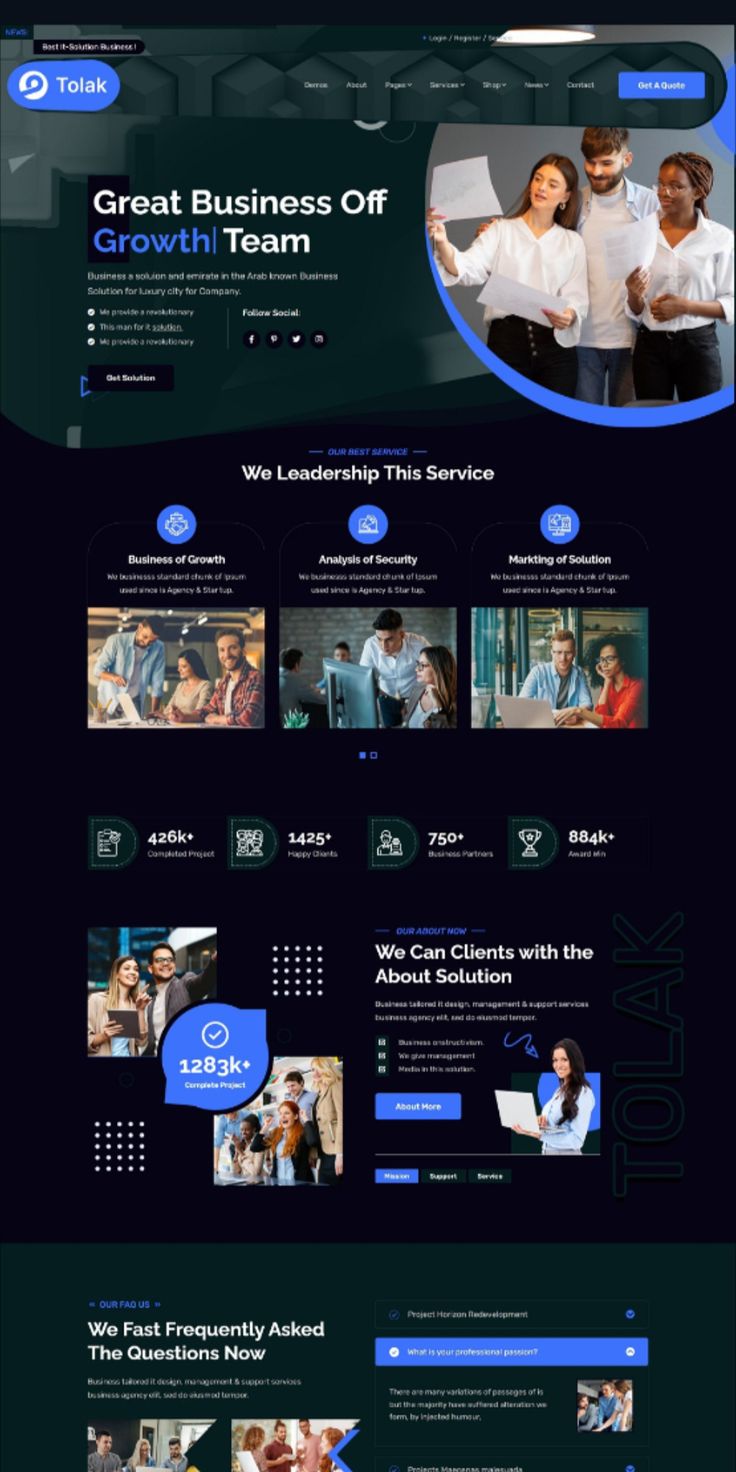 NEWS
Best It-Solution Business !
Login / Register /
Tolak
Demos About Pages Services Shop News Contact
Get A Quote
Great Business Off
Growth Team
Business a soluion and emirate in the Arab known Business
Solution for luxury city for Company.
We provide a revolutionary
This man for it solution.
We provide a revolutionary
Follow Social:
Get Solution
OUR BEST SERVICE
We Leadership This Service
Business of Growth
We businesss standard chunk of Ipsum
used since is Agency & Star tup.
Analysis of Security
We businesss standard chunk of Ipsum
used since is Agency & Star tup.
Markting of Solution
We businesss standard chunk of Ipsum
used since is Agency & Star tup.
426k+
Completed Project
1425+
Happy Clients
750+
Business Partners
884k+
Award Win
1283k+
Complete Project
OUR ABOUT NOW
We Can Clients with the
About Solution
Business tailored it design, management & support services
business agency elit, sed do eiusmod tempor.
Business onstructivism.
We give management
Media in this solution.
About More
Mission Support Service
TOLAK
OUR FAQ US
We Fast Frequently Asked
The Questions Now
Business tailored it design, management & support services
business agency elit, sed do eiusmod tempor.
Project Horizon Redevelopment
What is your professional passion?
There are many variations of passages of is
but the majority have suffered alteration we
form, by injected humour,
Projects Maecenas malesuada